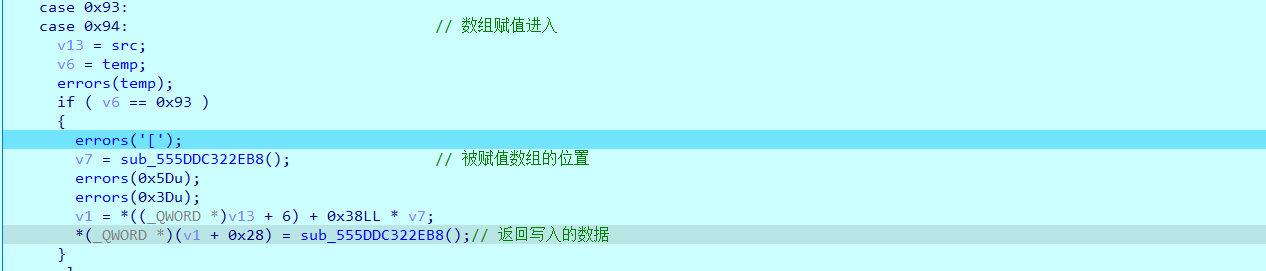 case 0x93:
case 0x94: // 数组赋值进入
v13 = src;
v6 = temp;
errors(temp);
if ( v6 == 0x93 )
{
errors('[');
v7 = sub_555DDC322EB8(); // 被赋值数组的位置
errors(0x5Du);
errors(0x3Du);
v1 = *((_QWORD *)v13 + 6) + 0x38LL * v7;
*(_QWORD *)(v1 + 0x28) = sub_555DDC322EB8();// 返回写入的数据
}